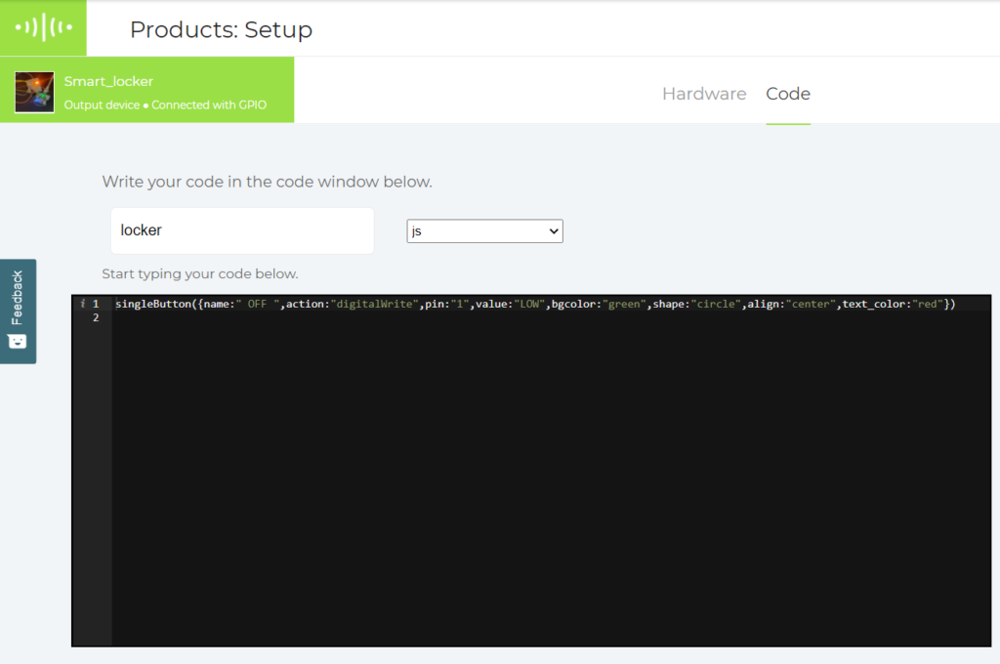 Products: Setup
Smart_locker
Output device ● Connected with GPIO
Hardware Code
Write your code in the code window below.
locker js
Start typing your code below.
Feedback
i 1 singleButton({name:" OFF ",action:"digitalWrite",pin:"1",value:"LOW",bgcolor:"green",shape:"circle",align:"center",text_color:"red"})
2